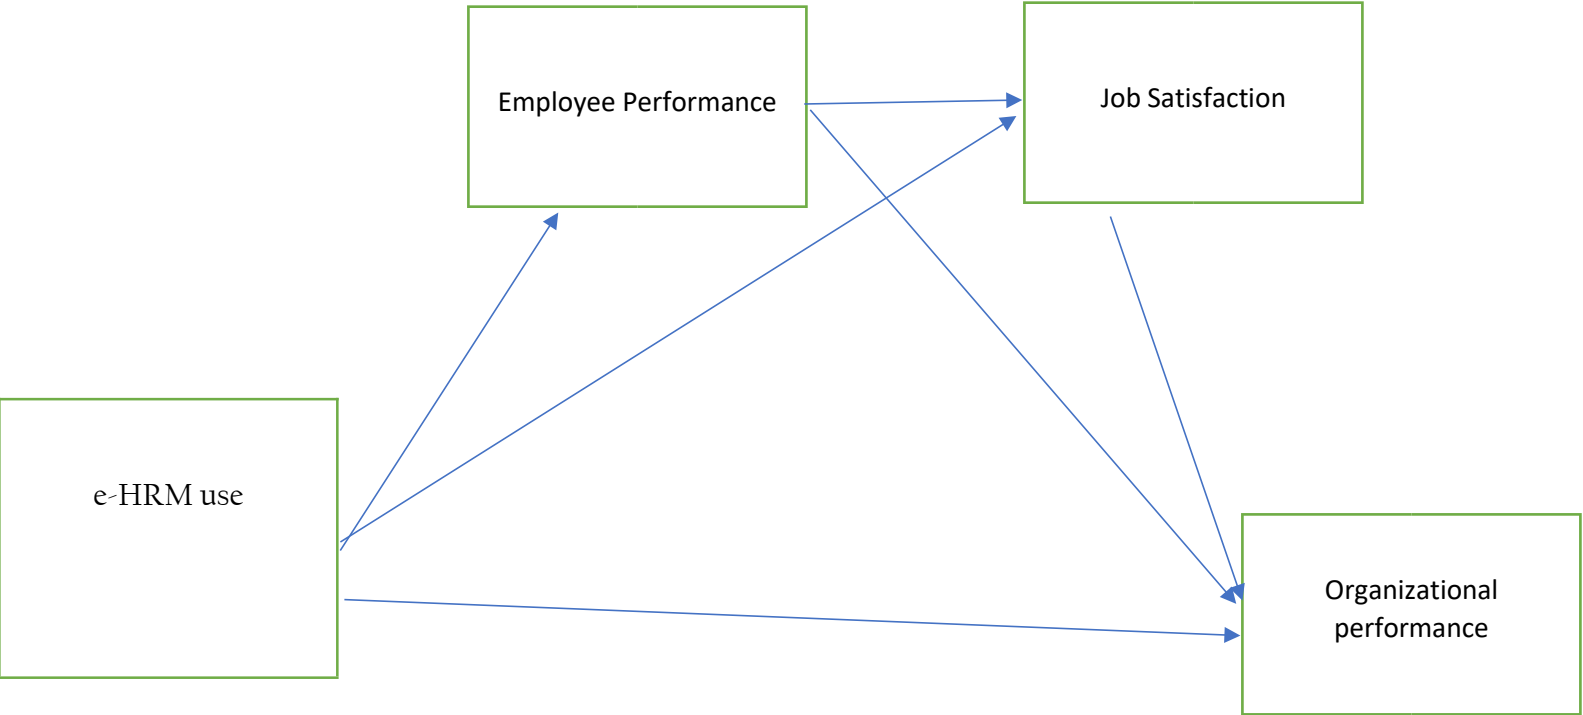 Employee Performance
Job Satisfaction
e-HRM use
Organizational
performance